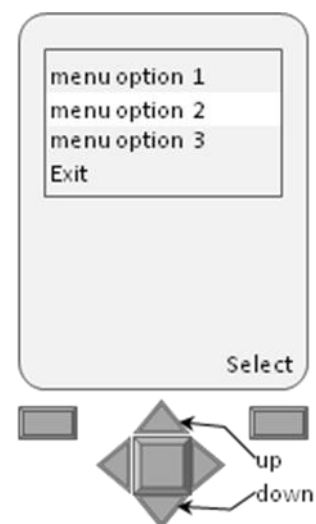 menu option 1
menu option 2
menu option 3
Exit
Select
up
down